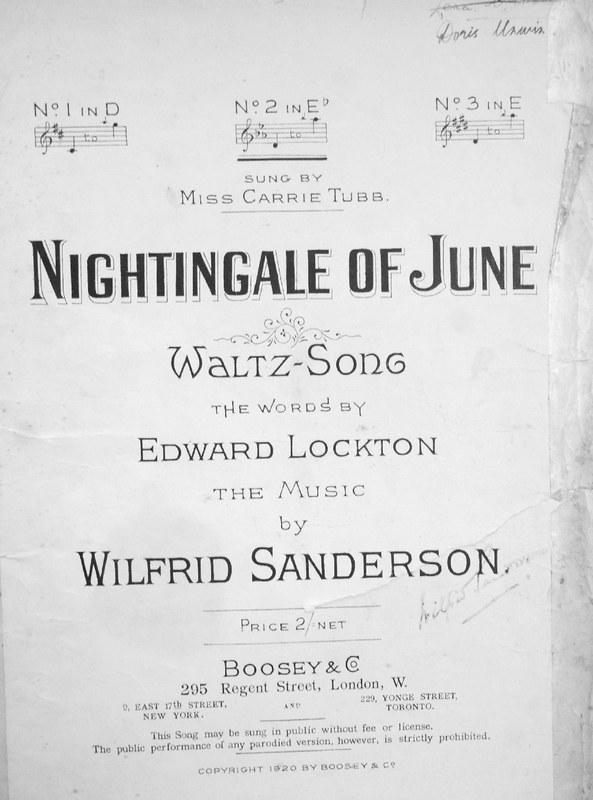 Doris Unwin
Nº 1 IN D
Nº 2 IN E♭
Nº 3 IN E
to
to
to
SUNG BY
MISS CARRIE TUBB.
NIGHTINGALE OF JUNE
WALTZ-SONG
THE WORDS BY
EDWARD LOCKTON
THE MUSIC
by
WILFRID SANDERSON.
PRICE 2/- NET
BOOSEY & Cº
295 Regent Street, London, W.
9, EAST 17th STREET,
NEW YORK.
AND
229, YONGE STREET,
TORONTO.
This Song may be sung in public without fee or license.
The public performance of any parodied version, however, is strictly prohibited.
COPYRIGHT 1920 BY BOOSEY & Cº